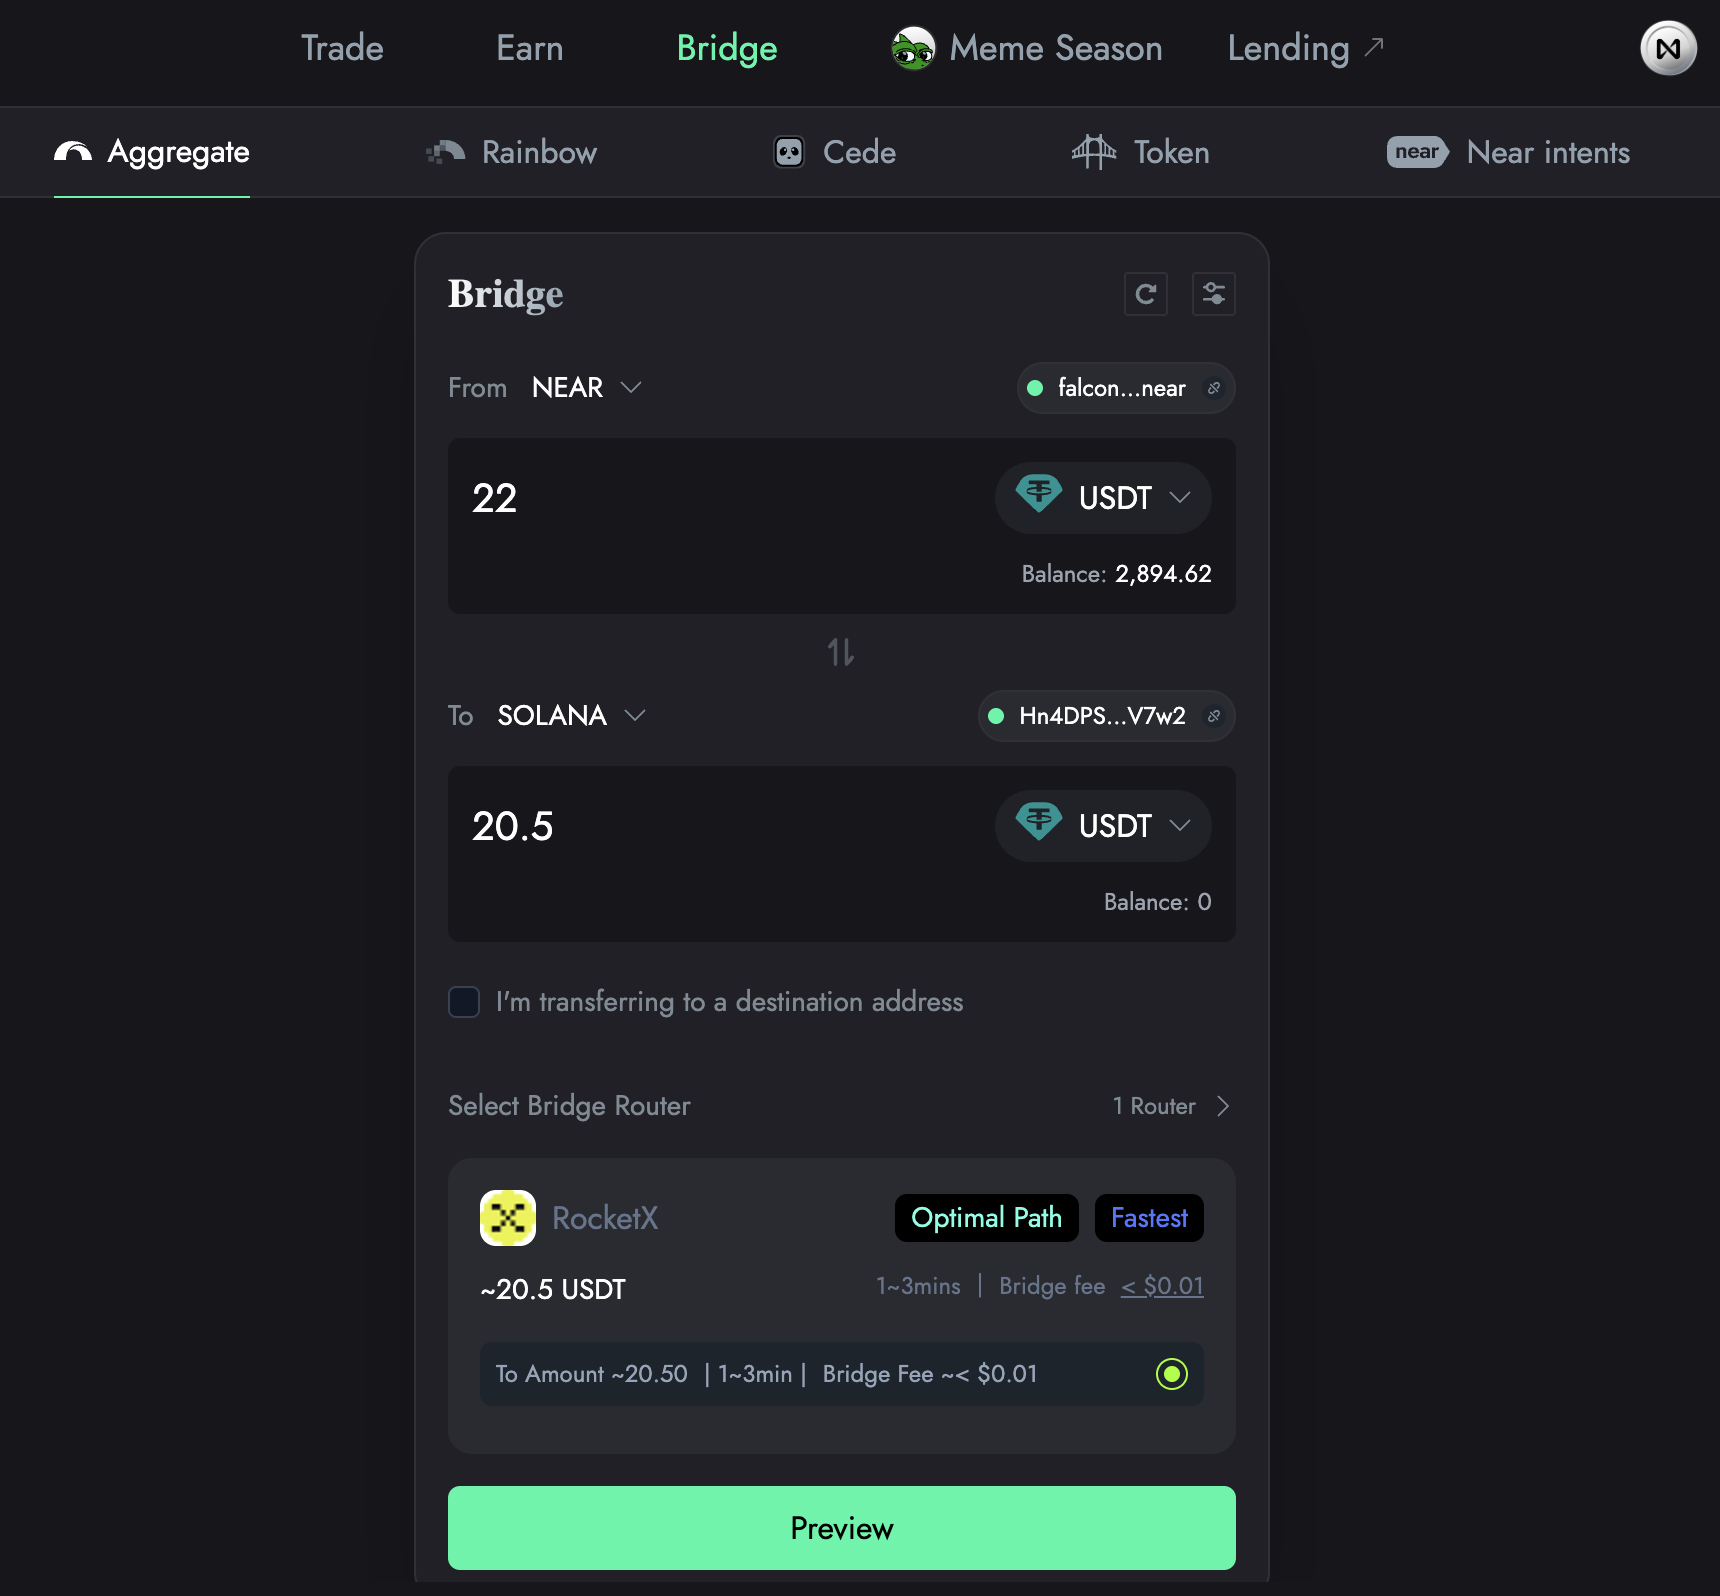 Trade Earn Bridge Meme Season Lending
Aggregate Rainbow Cede Token near Near intents
Bridge
From NEAR falcon...near
22 USDT
Balance: 2,894.62
To SOLANA Hn4DPS...V7w2
20.5 USDT
Balance: 0
I'm transferring to a destination address
Select Bridge Router 1 Router
RocketX Optimal Path Fastest
~20.5 USDT 1~3mins | Bridge fee < $0.01
To Amount ~20.50 | 1~3min | Bridge Fee ~< $0.01
Preview